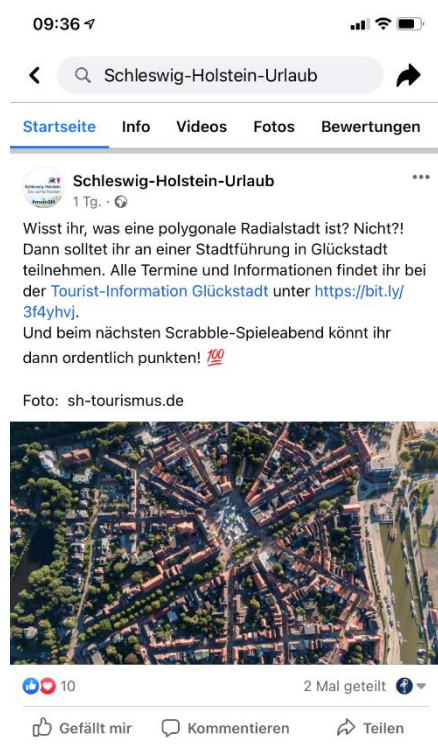 09:36
Schleswig-Holstein-Urlaub
Startseite Info Videos Fotos Bewertungen
Schleswig-Holstein-Urlaub
1 Tg. ·
Wisst ihr, was eine polygonale Radialstadt ist? Nicht?!
Dann solltet ihr an einer Stadtführung in Glückstadt
teilnehmen. Alle Termine und Informationen findet ihr bei
der Tourist-Information Glückstadt unter https://bit.ly/
3f4yhvj.
Und beim nächsten Scrabble-Spieleabend könnt ihr
dann ordentlich punkten! 💯
Foto: sh-tourismus.de
10
2 Mal geteilt
Gefällt mir Kommentieren Teilen